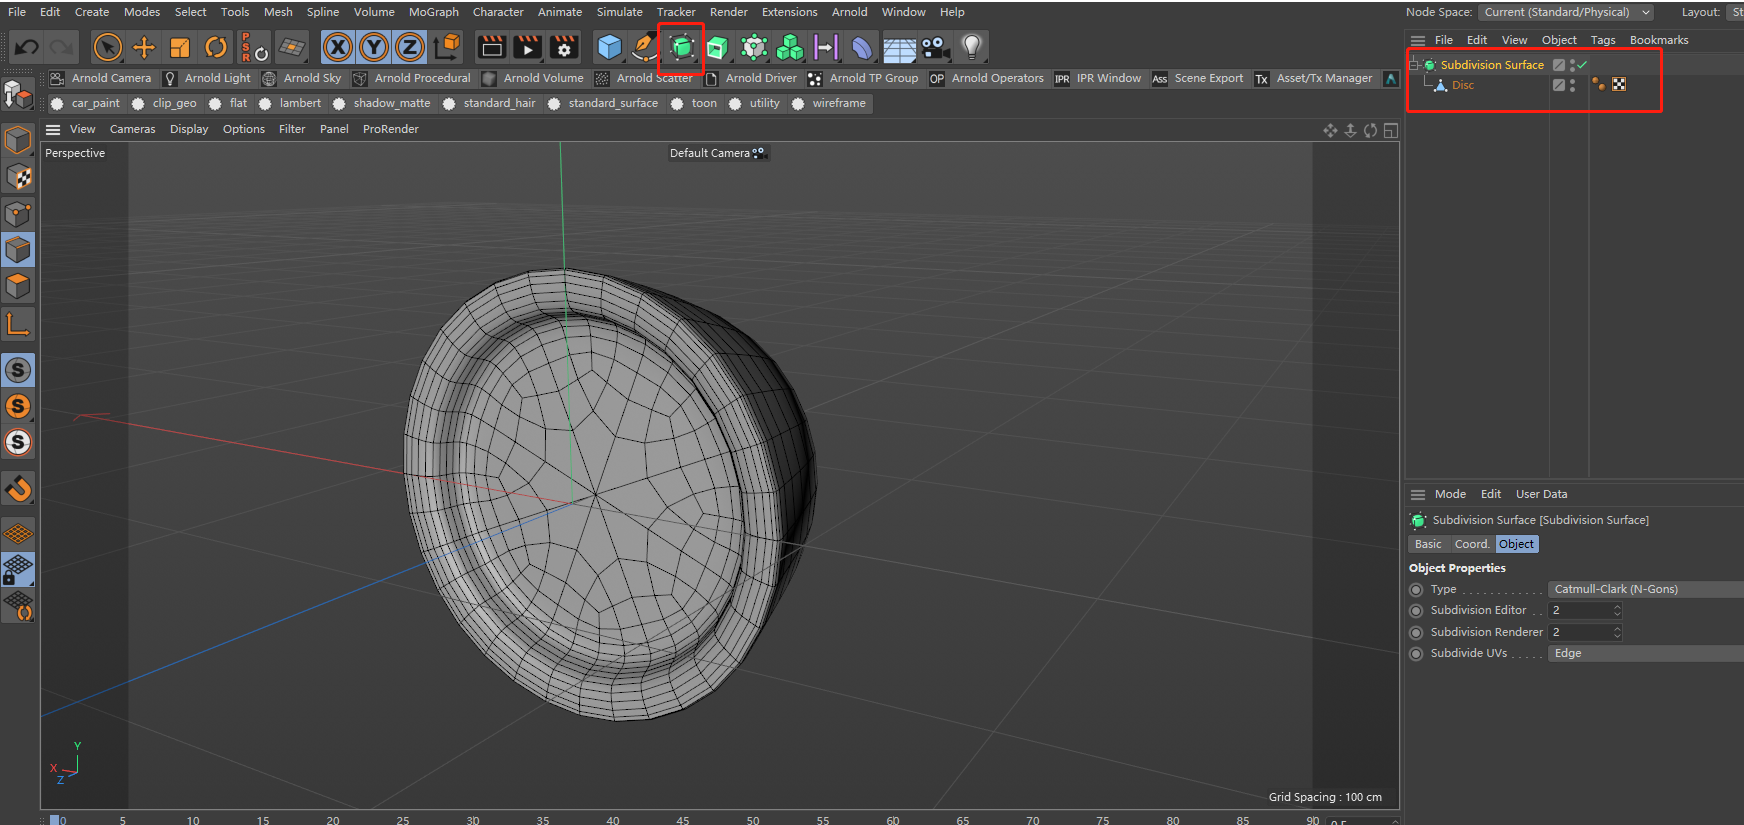 File Edit Create Modes Select Tools Mesh Spline Volume MoGraph Character Animate Simulate Tracker Render Extensions Arnold Window Help Node Space: Current (Standard/Physical) Layout: St
PSR X Y Z File Edit View Object Tags Bookmarks
Arnold Camera Arnold Light Arnold Sky Arnold Procedural Arnold Volume Arnold Scatter Arnold Driver Arnold TP Group OP Arnold Operators IPR IPR Window Ass Scene Export Tx Asset/Tx Manager
Subdivision Surface
Disc
car_paint clip_geo flat lambert shadow_matte standard_hair standard_surface toon utility wireframe
View Cameras Display Options Filter Panel ProRender
Perspective Default Camera
S
S
S
Y
X
Z
Grid Spacing : 100 cm
0 5 10 15 20 25 30 35 40 45 50 55 60 65 70 75 80 85 90
Mode Edit User Data
Subdivision Surface [Subdivision Surface]
Basic Coord. Object
Object Properties
Type . . . . . . . . . . . . Catmull-Clark (N-Gons)
Subdivision Editor . . 2
Subdivision Renderer 2
Subdivide UVs . . . . . Edge